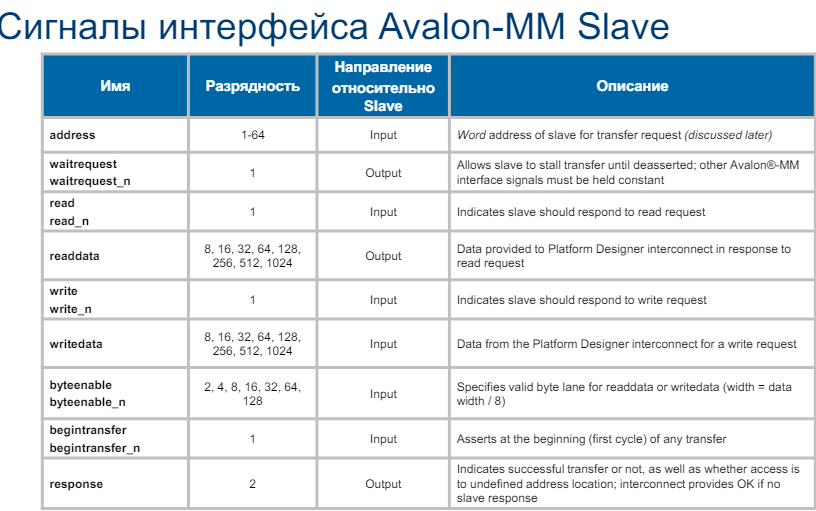 Сигналы интерфейса Avalon-MM Slave
Имя
Разрядность
Направление
относительно
Slave
Описание
address
1-64
Input
Word address of slave for transfer request (discussed later)
waitrequest
waitrequest_n
1
Output
Allows slave to stall transfer until deasserted; other Avalon®-MM
interface signals must be held constant
read
read_n
1
Input
Indicates slave should respond to read request
readdata
8, 16, 32, 64, 128,
256, 512, 1024
Output
Data provided to Platform Designer interconnect in response to
read request
write
write_n
1
Input
Indicates slave should respond to write request
writedata
8, 16, 32, 64, 128,
256, 512, 1024
Input
Data from the Platform Designer interconnect for a write request
byteenable
byteenable_n
2, 4, 8, 16, 32, 64,
128
Input
Specifies valid byte lane for readdata or writedata (width = data
width / 8)
begintransfer
begintransfer_n
1
Input
Asserts at the beginning (first cycle) of any transfer
response
2
Output
Indicates successful transfer or not, as well as whether access is
to undefined address location; interconnect provides OK if no
slave response